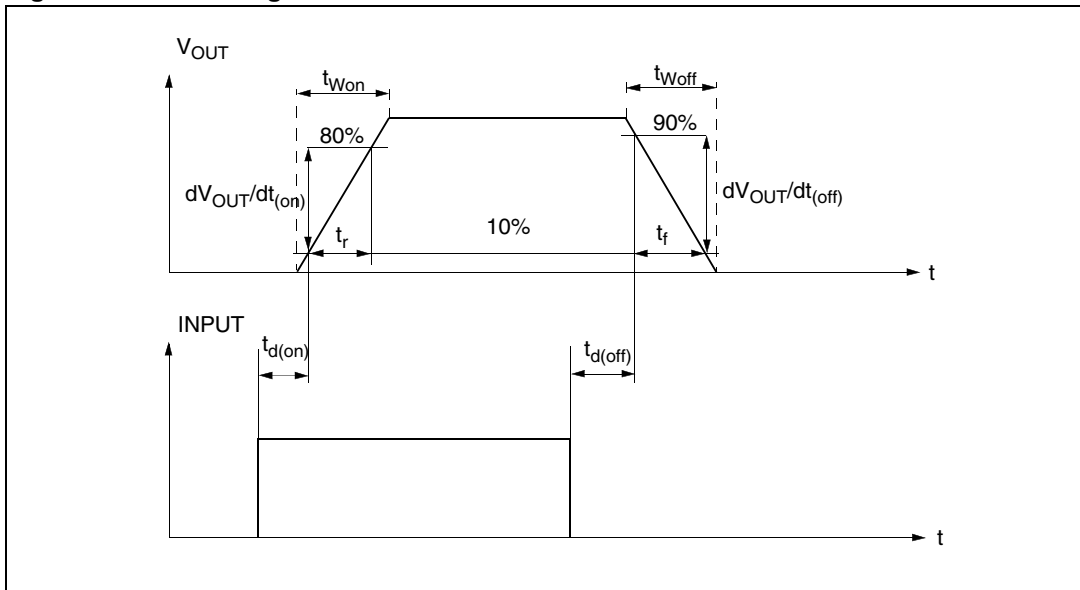 V_OUT
t_Won
t_Woff
80%
90%
dV_OUT/dt_(on)
dV_OUT/dt_(off)
t_r
10%
t_f
t
INPUT
t_d(on)
t_d(off)
t